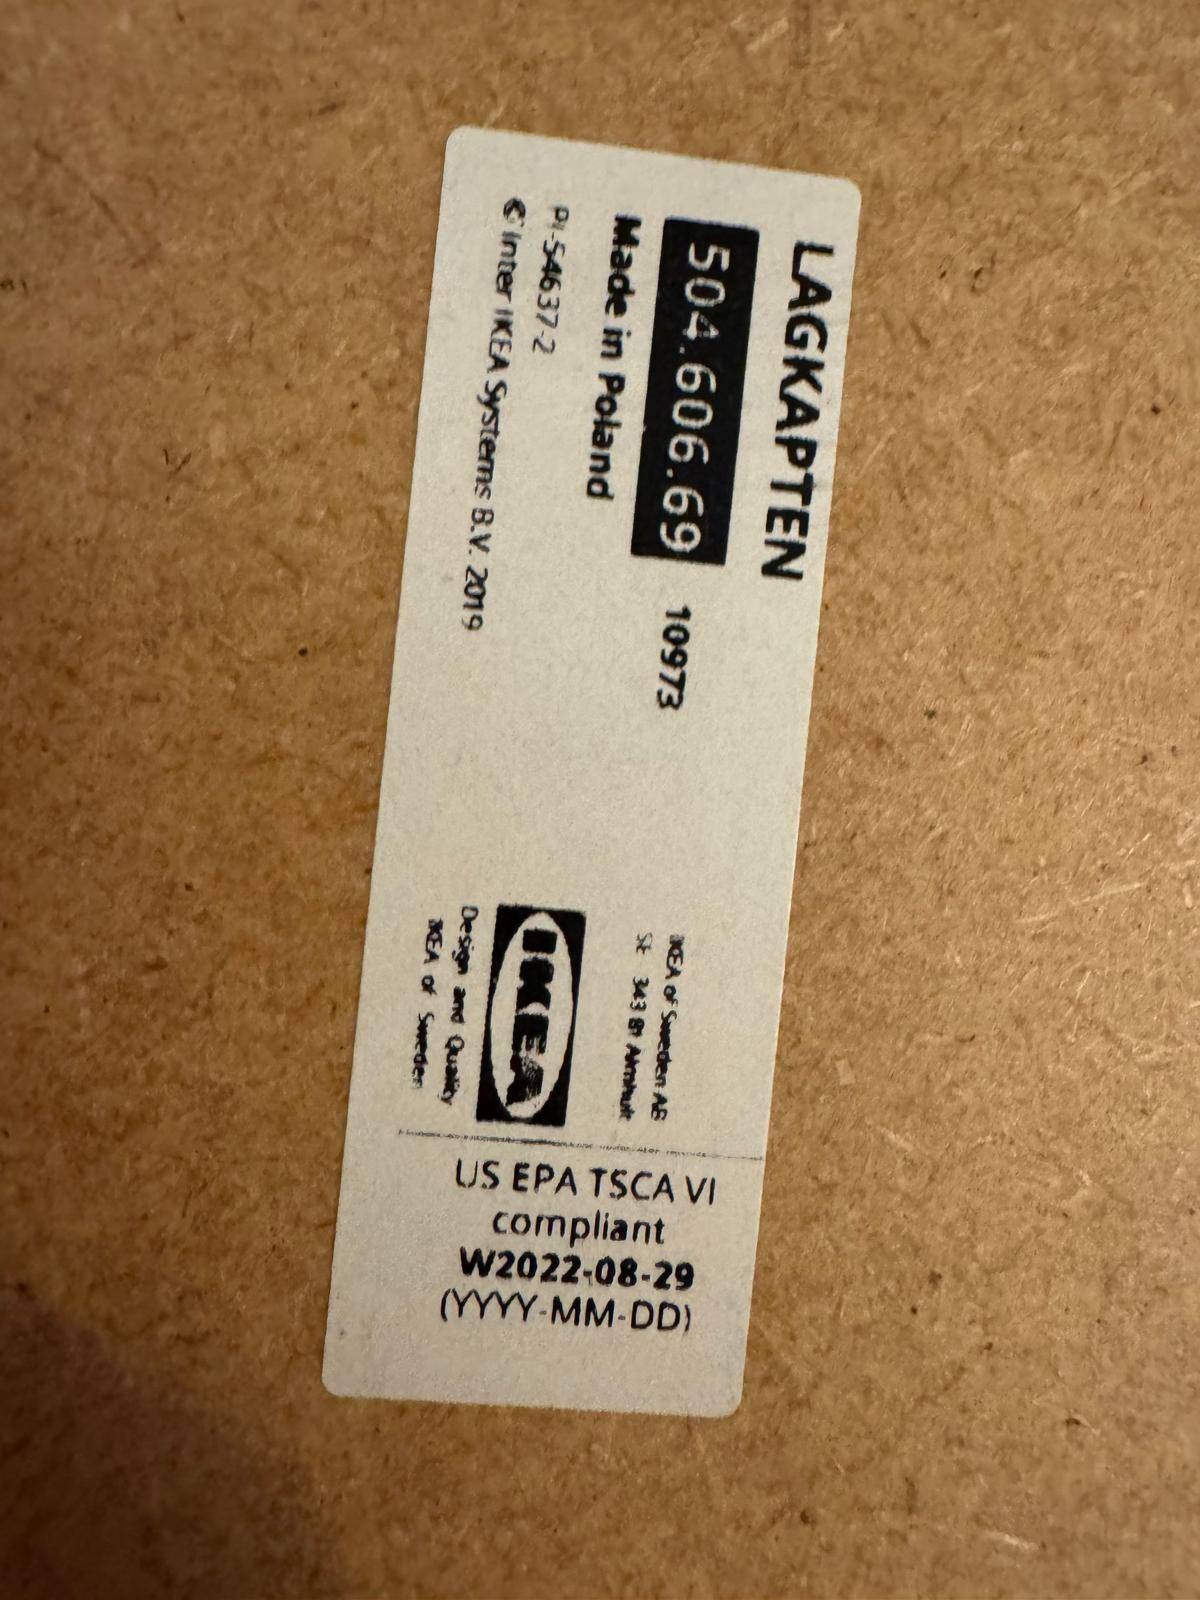 LAGKAPTEN
504.606.69 10973
Made in Poland
PI-54637-2
© Inter IKEA Systems B.V. 2019
IKEA of Sweden AB
SE 343 81 Älmhult
IKEA
Design and Quality
IKEA of Sweden
US EPA TSCA VI
compliant
W2022-08-29
(YYYY-MM-DD)